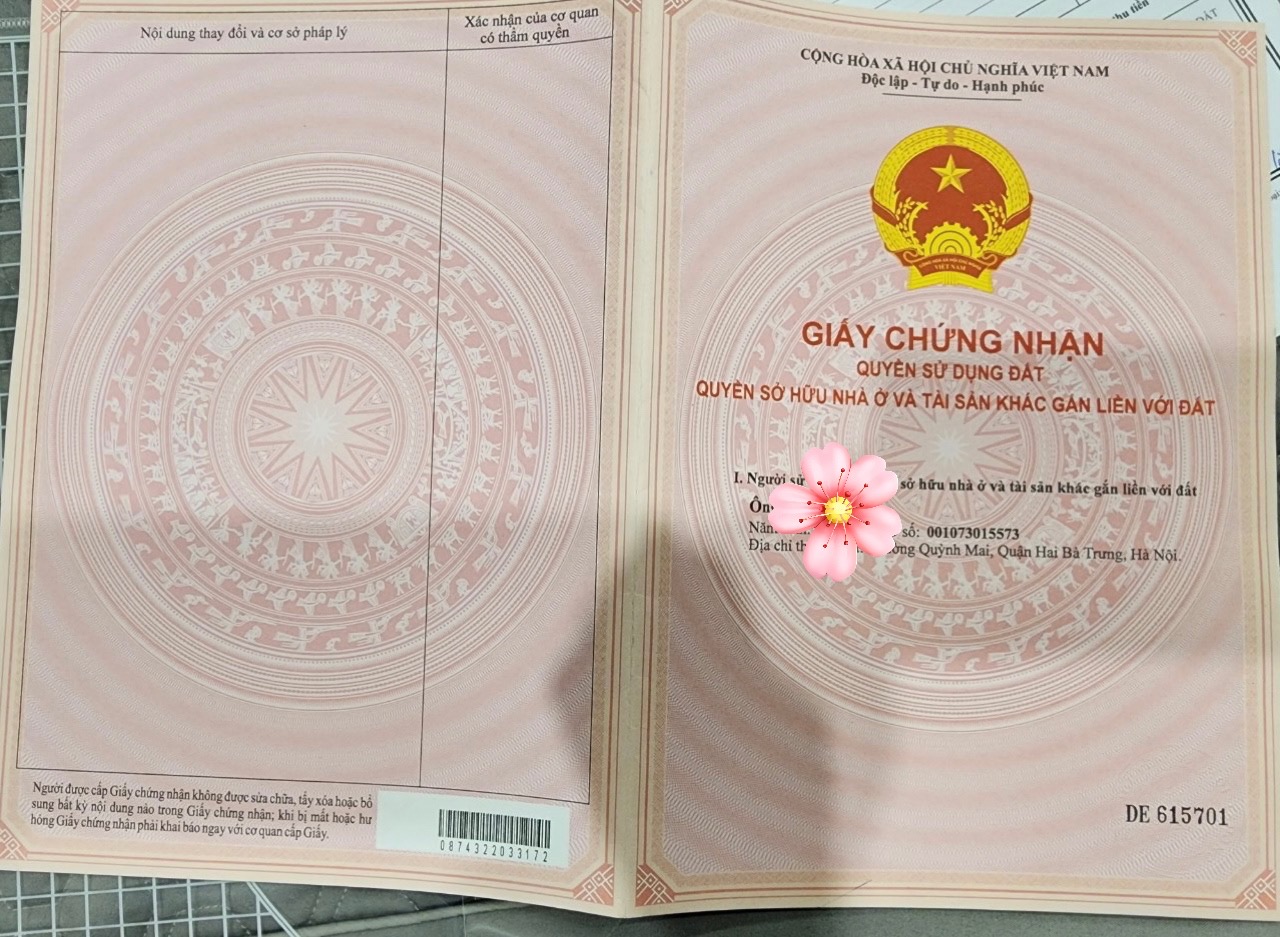 Nội dung thay đổi và cơ sở pháp lý
Xác nhận của cơ quan
có thẩm quyền
Người được cấp Giấy chứng nhận không được sửa chữa, tẩy xóa hoặc bổ
sung bất kỳ nội dung nào trong Giấy chứng nhận; khi bị mất hoặc hư
hỏng Giấy chứng nhận phải khai báo ngay với cơ quan cấp Giấy.
0874322033172
CỘNG HÒA XÃ HỘI CHỦ NGHĨA VIỆT NAM
Độc lập - Tự do - Hạnh phúc
VIỆT NAM
GIẤY CHỨNG NHẬN
QUYỀN SỬ DỤNG ĐẤT
QUYỀN SỞ HỮU NHÀ Ở VÀ TÀI SẢN KHÁC GẮN LIỀN VỚI ĐẤT
I. Người sử sở hữu nhà ở và tài sản khác gắn liền với đất
số: 001073015573
Địa chỉ Quỳnh Mai, Quận Hai Bà Trưng, Hà Nội.
DE 615701
thu tiền
ĐẤT